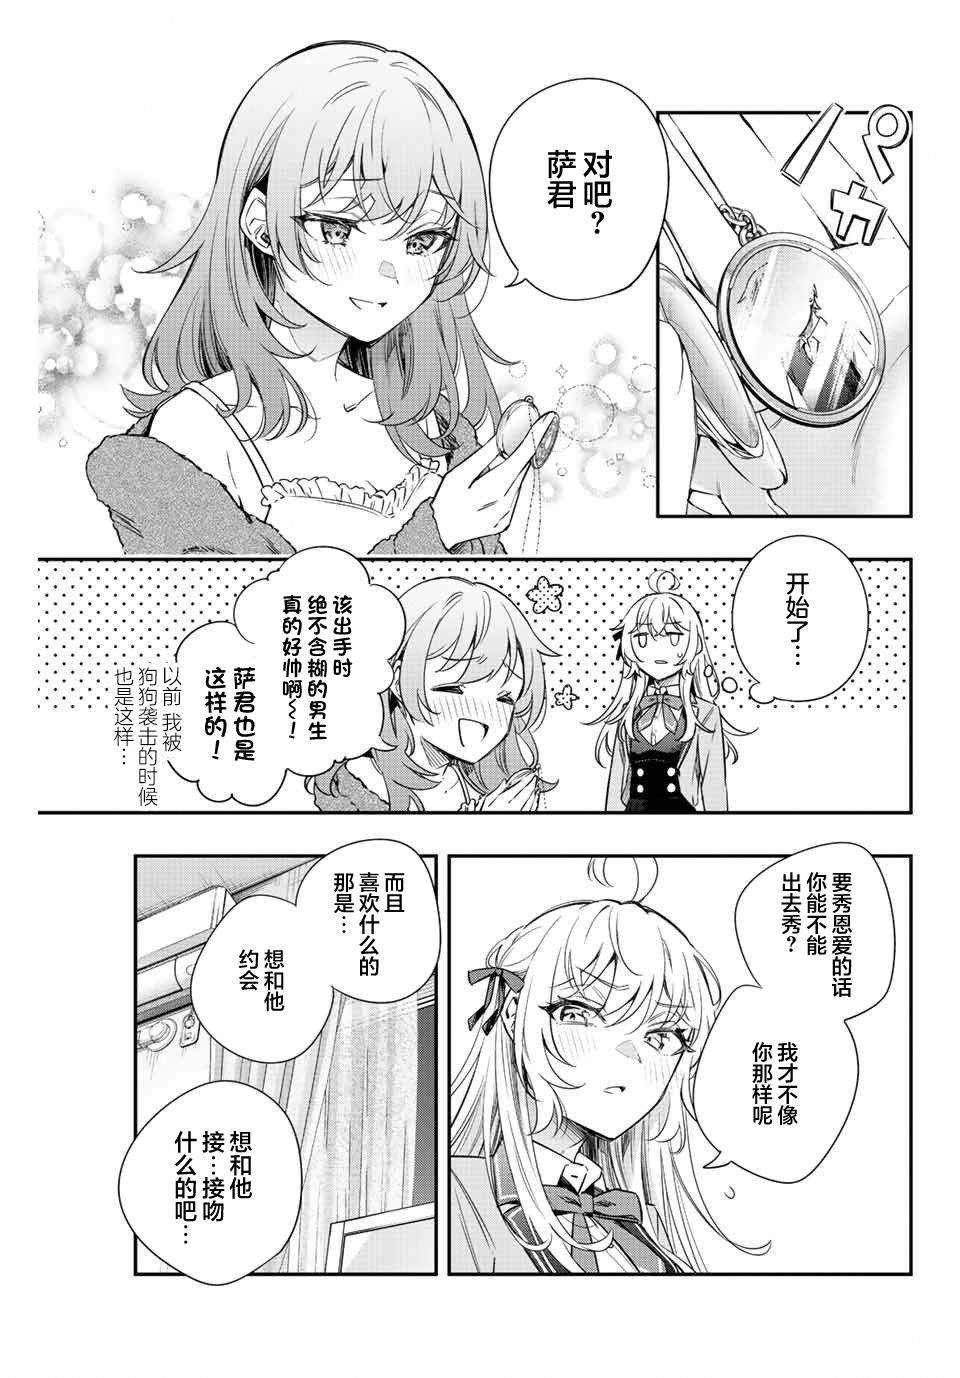 パカッ
对吧？
萨君
开始了…
该出手时
绝不含糊的男生
真的好帅啊～！
萨君也是
这样的！
以前 我被
狗狗袭击的时候
也是这样…
要秀恩爱的话
你能不能
出去秀？
我才不像
你那样呢
而且
喜欢什么的
那是…
想和他
约会
想和他
接…接吻
什么的吧…